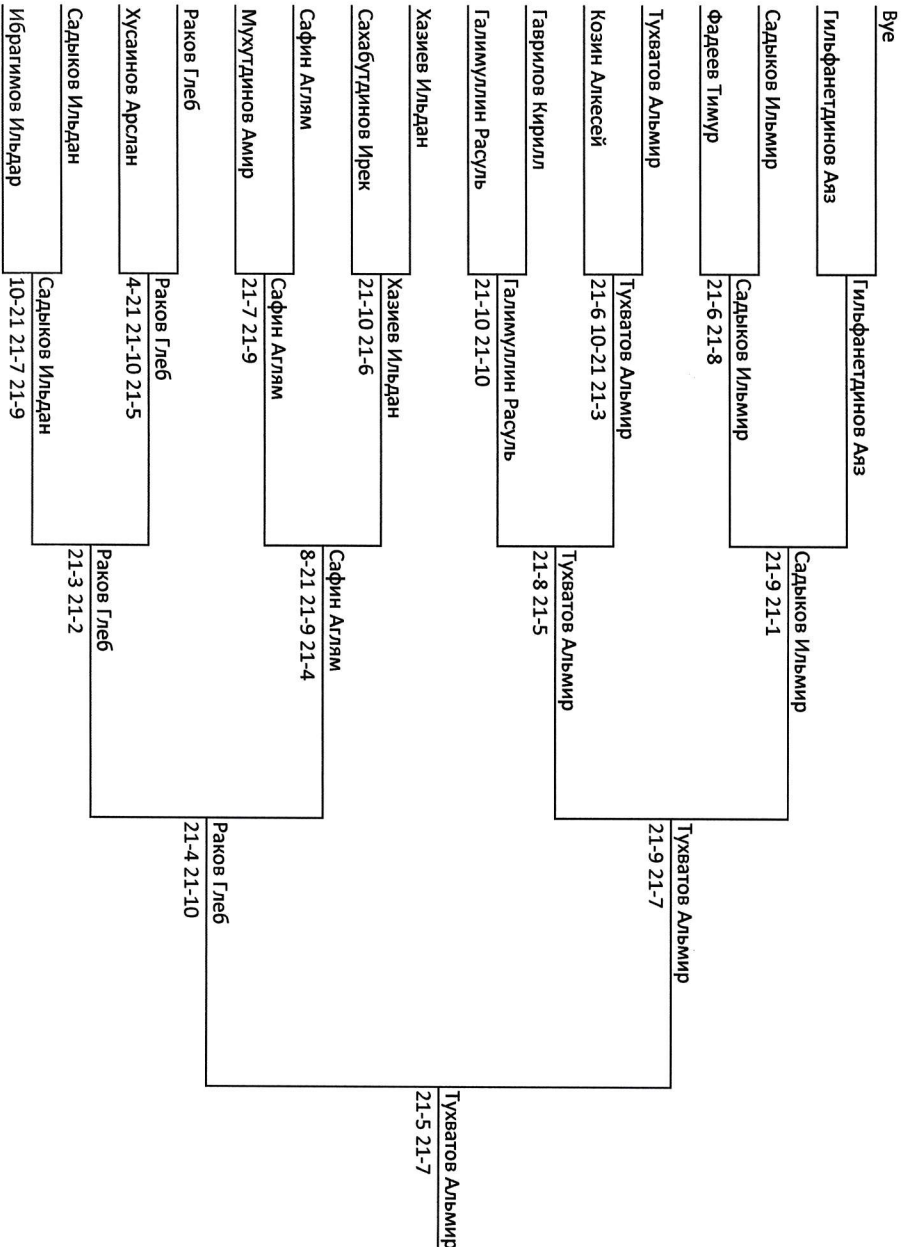 Bye
Гильфанетдинов Аяз
Садыков Ильмир
Фадеев Тимур
Тухватов Альмир
Козин Алкесей
Гаврилов Кирилл
Галимуллин Расуль
Хазиев Ильдан
Сахабутдинов Ирек
Сафин Аглям
Мухутдинов Амир
Раков Глеб
Хусаинов Арслан
Садыков Ильдан
Ибрагимов Ильдар
Гильфанетдинов Аяз
Садыков Ильмир
21-6 21-8
Тухватов Альмир
21-6 10-21 21-3
Галимуллин Расуль
21-10 21-10
Хазиев Ильдан
21-10 21-6
Сафин Аглям
21-7 21-9
Раков Глеб
4-21 21-10 21-5
Садыков Ильдан
10-21 21-7 21-9
Садыков Ильмир
21-9 21-1
Тухватов Альмир
21-8 21-5
Сафин Аглям
8-21 21-9 21-4
Раков Глеб
21-3 21-2
Тухватов Альмир
21-9 21-7
Раков Глеб
21-4 21-10
Тухватов Альмир
21-5 21-7